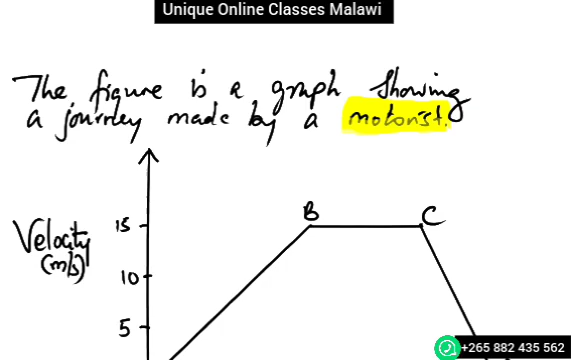 Unique Online Classes Malawi
The figure is a graph showing
a journey made by a motorist.
B
C
Velocity
(m/s)
15
10
5
+265 882 435 562